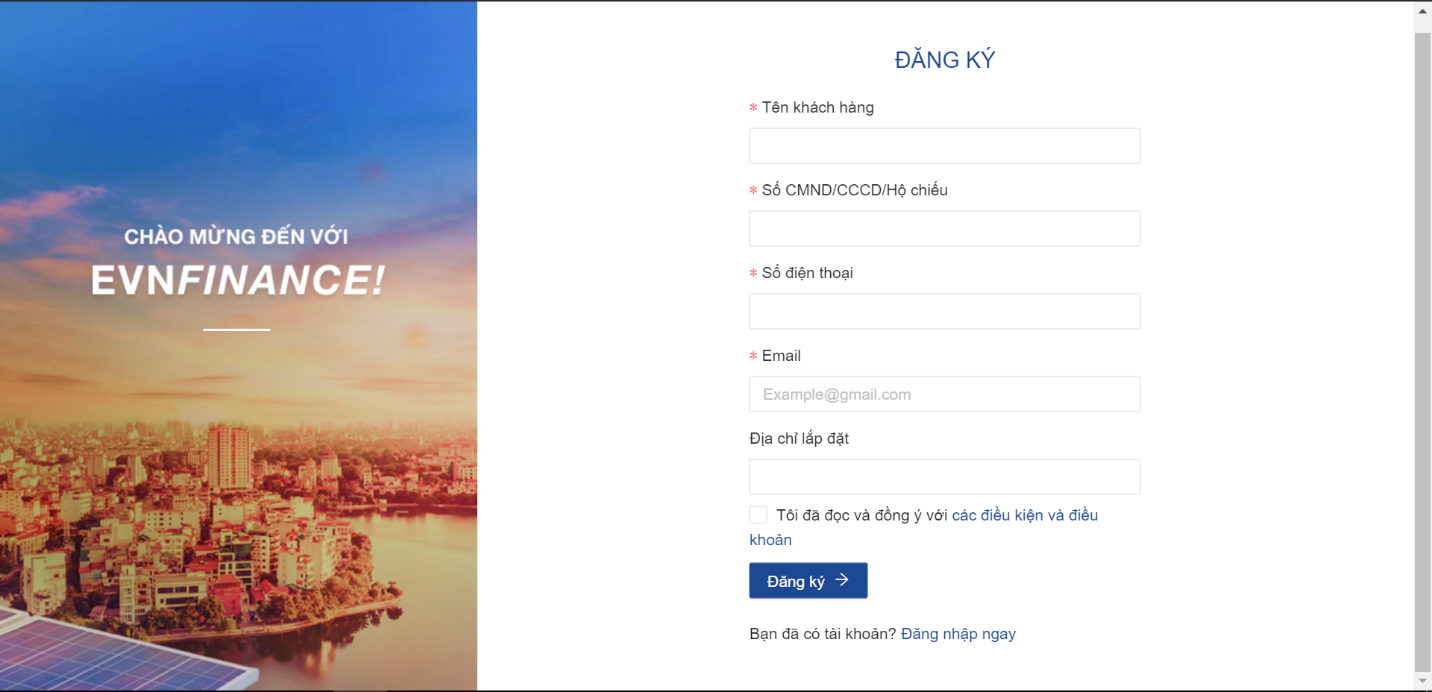 CHÀO MỪNG ĐẾN VỚI
EVNFINANCE!
ĐĂNG KÝ
* Tên khách hàng
* Số CMND/CCCD/Hộ chiếu
* Số điện thoại
* Email
Example@gmail.com
Địa chỉ lắp đặt
Tôi đã đọc và đồng ý với các điều kiện và điều
khoản
Đăng ký →
Bạn đã có tài khoản? Đăng nhập ngay